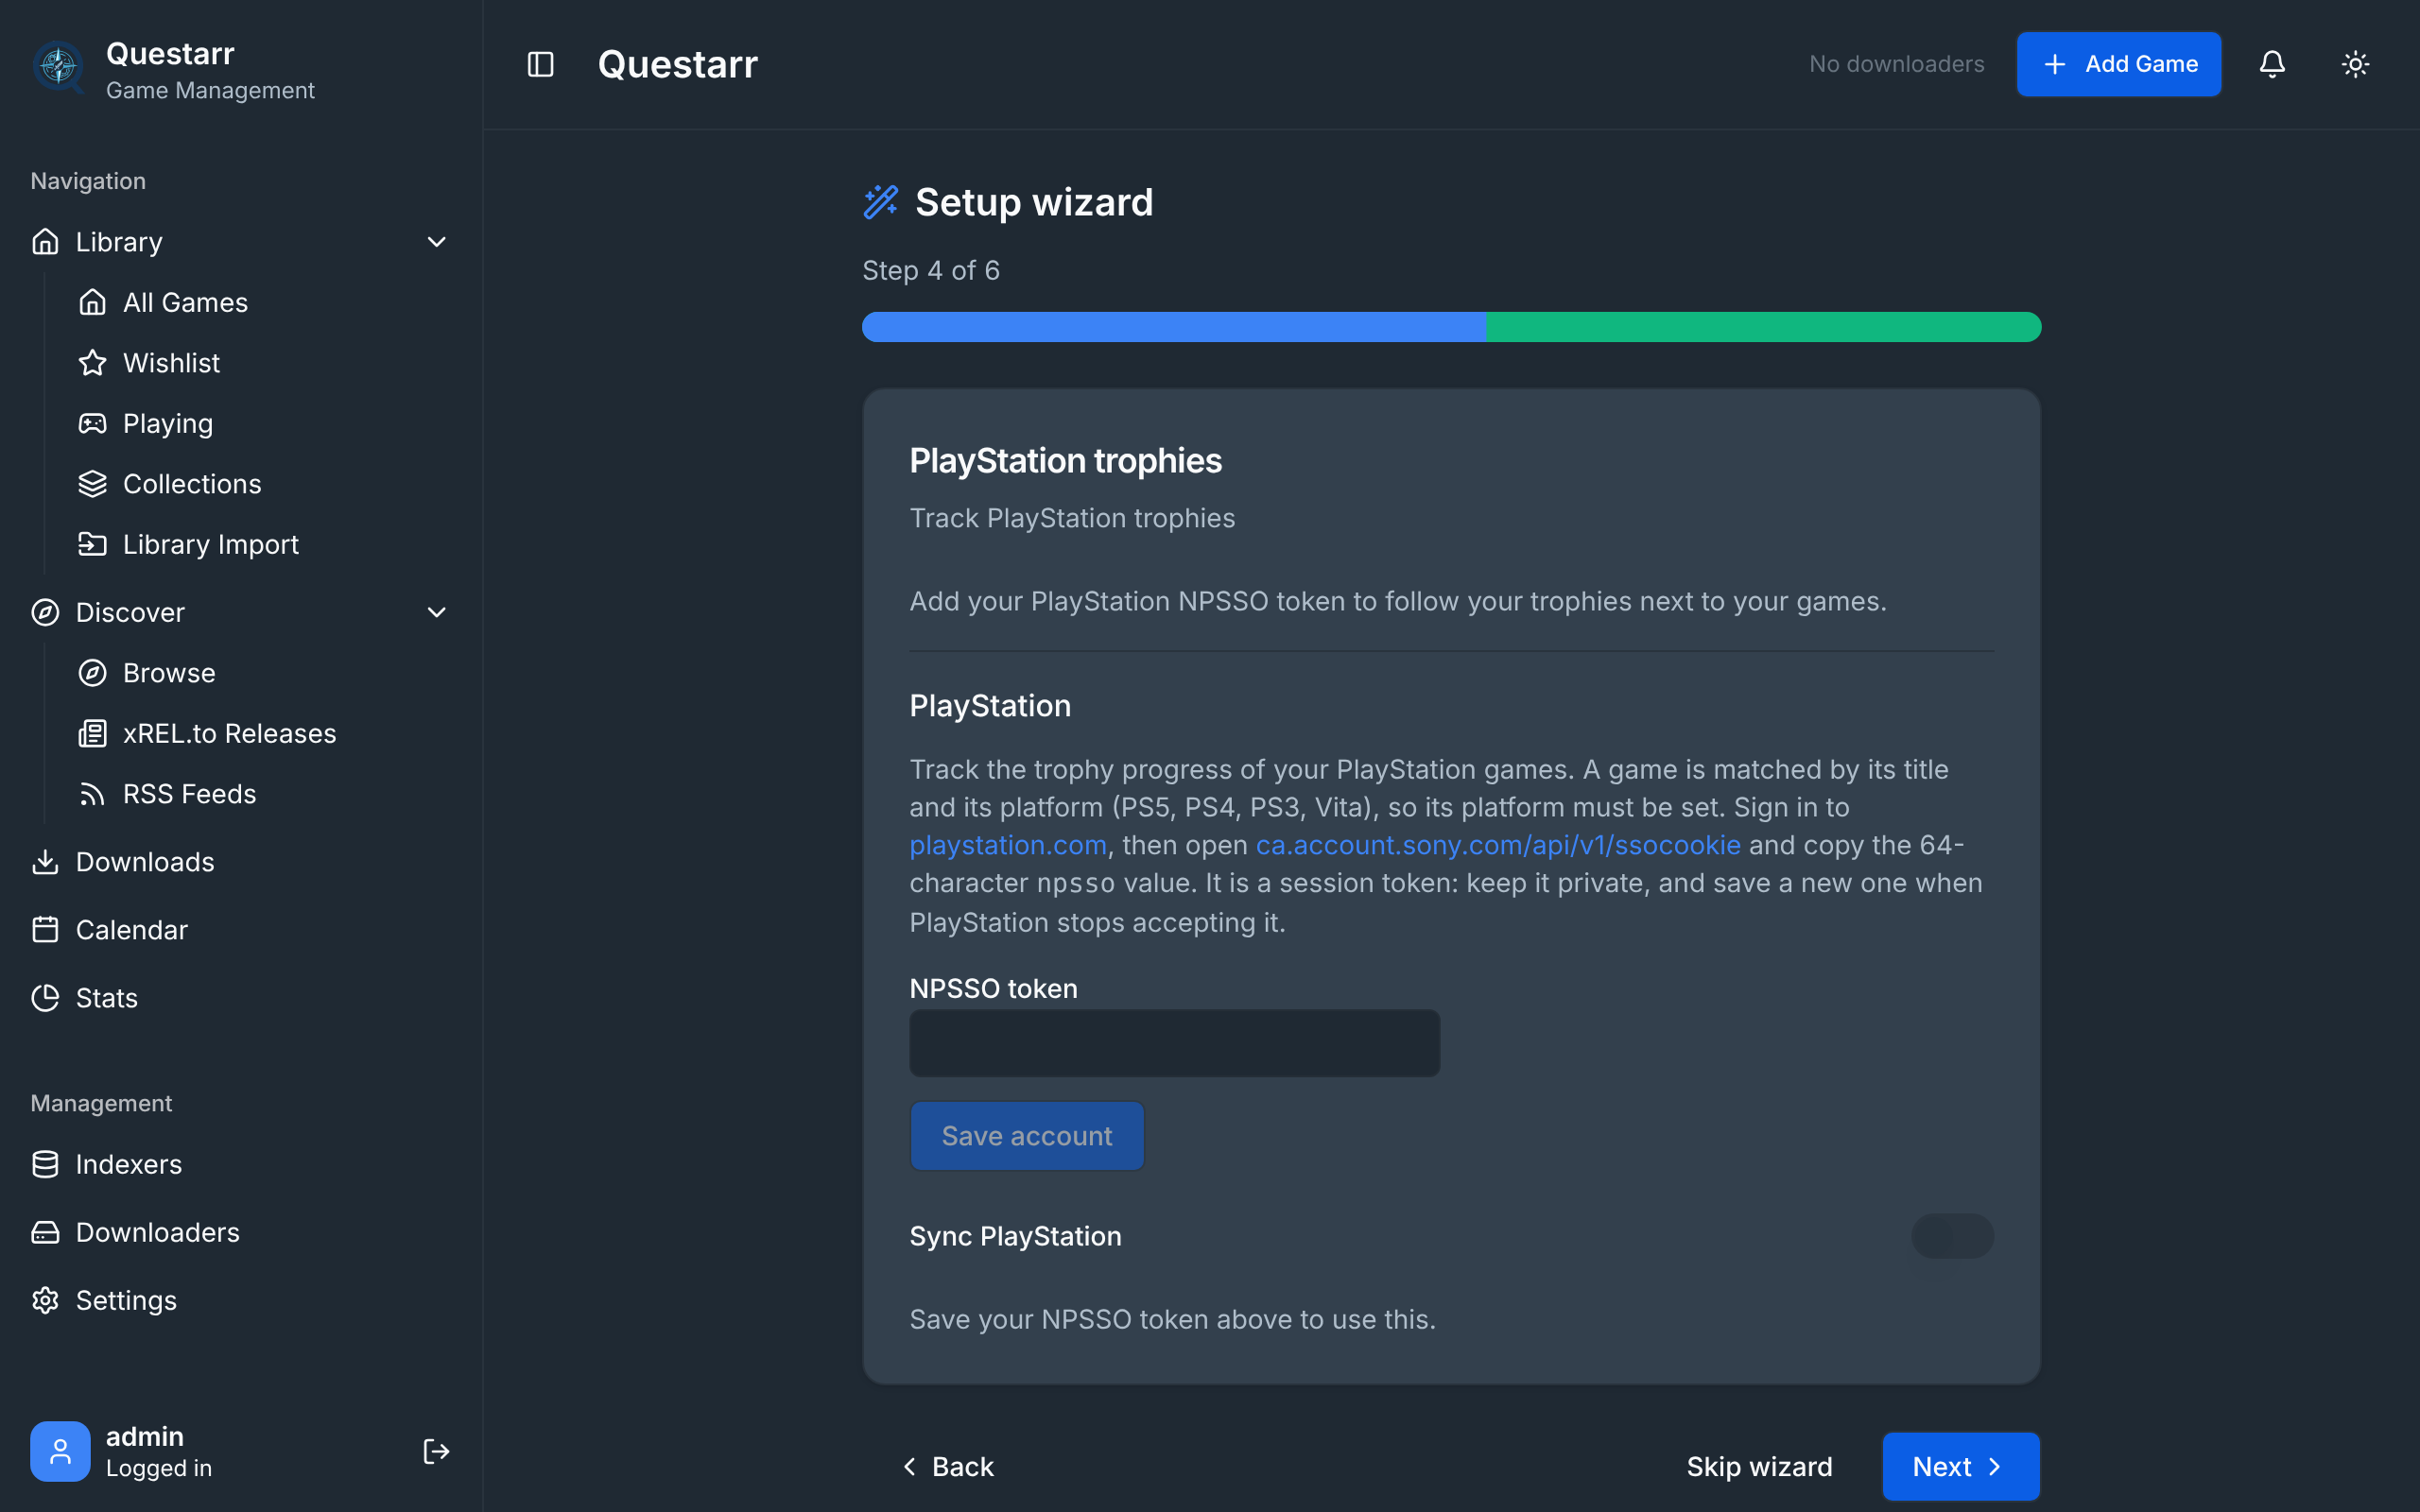 Questarr
Game Management
Navigation
Library
All Games
Wishlist
Playing
Collections
Library Import
Discover
Browse
xREL.to Releases
RSS Feeds
Downloads
Calendar
Stats
Management
Indexers
Downloaders
Settings
admin
Logged in
Questarr
No downloaders
Add Game
Setup wizard
Step 4 of 6
PlayStation trophies
Track PlayStation trophies
Add your PlayStation NPSSO token to follow your trophies next to your games.
PlayStation
Track the trophy progress of your PlayStation games. A game is matched by its title
and its platform (PS5, PS4, PS3, Vita), so its platform must be set. Sign in to
playstation.com, then open ca.account.sony.com/api/v1/ssocookie and copy the 64-
character npsso value. It is a session token: keep it private, and save a new one when
PlayStation stops accepting it.
NPSSO token
Save account
Sync PlayStation
Save your NPSSO token above to use this.
Back
Skip wizard
Next